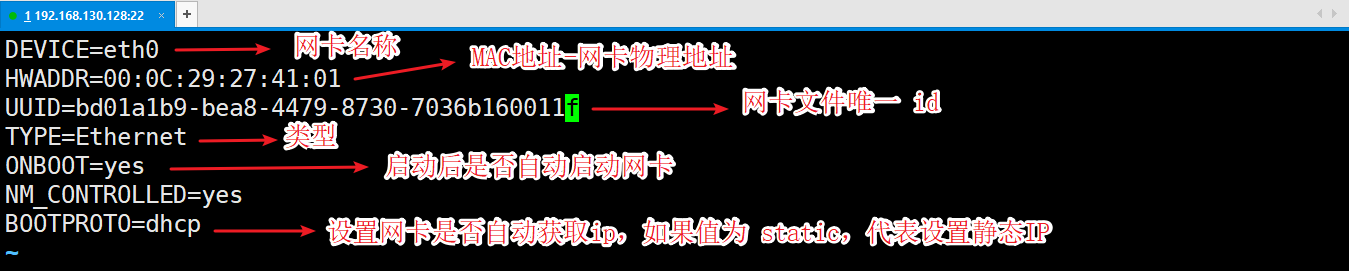 1 192.168.130.128:22 × +
DEVICE=eth0 网卡名称
HWADDR=00:0C:29:27:41:01 MAC地址-网卡物理地址
UUID=bd01a1b9-bea8-4479-8730-7036b160011f 网卡文件唯一 id
TYPE=Ethernet 类型
ONBOOT=yes 启动后是否自动启动网卡
NM_CONTROLLED=yes
BOOTPROTO=dhcp 设置网卡是否自动获取ip，如果值为 static，代表设置静态IP
~